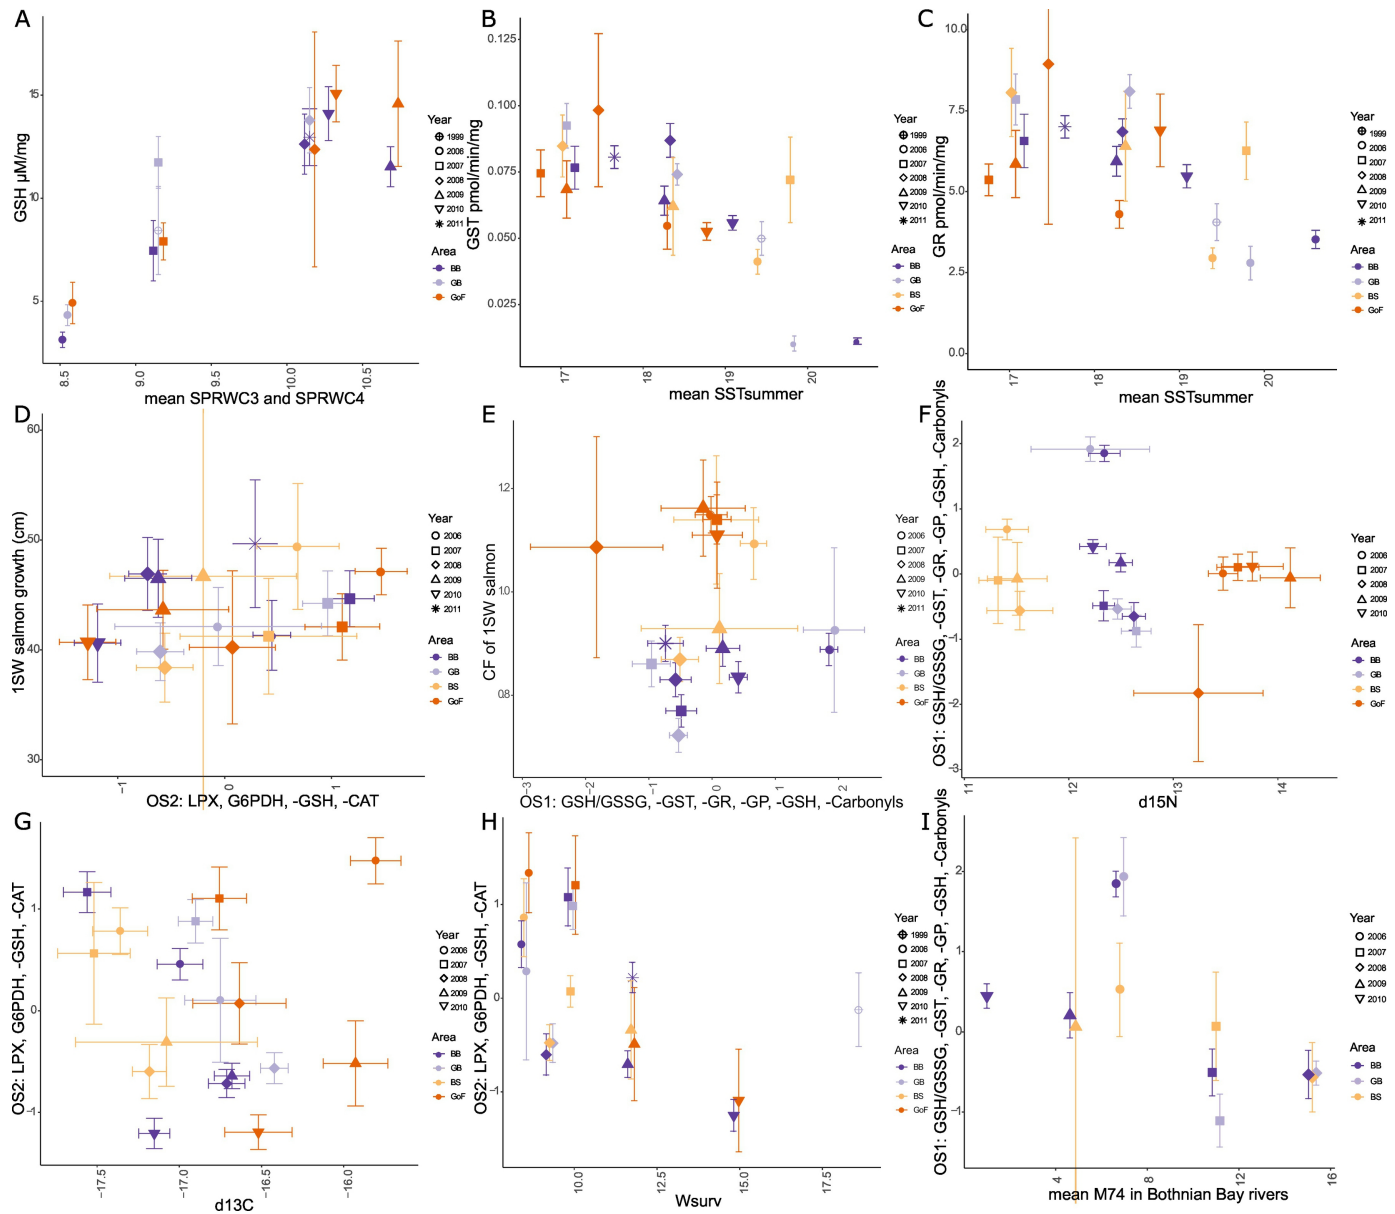 A
GSH µM/mg
15
10
5
8.5
9.0
9.5
10.0
10.5
mean SPRWC3 and SPRWC4
Year
1999
2006
2007
2008
2009
2010
2011
Area
BB
GB
GoF
B
GST pmol/min/mg
0.125
0.100
0.075
0.050
0.025
17
18
19
20
mean SSTsummer
Year
1999
2006
2007
2008
2009
2010
2011
Area
BB
GB
BS
GoF
C
GR pmol/min/mg
10.0
7.5
5.0
2.5
0.0
17
18
19
20
mean SSTsummer
Year
1999
2006
2007
2008
2009
2010
2011
Area
BB
GB
BS
GoF
D
1SW salmon growth (cm)
60
50
40
30
−1
0
1
OS2: LPX, G6PDH, -GSH, -CAT
Year
2006
2007
2008
2009
2010
2011
Area
BB
GB
BS
GoF
E
CF of 1SW salmon
12
10
08
−3
−2
−1
0
1
2
OS1: GSH/GSSG, -GST, -GR, -GP, -GSH, -Carbonyls
Year
2006
2007
2008
2009
2010
2011
Area
BB
GB
BS
GoF
F
OS1: GSH/GSSG, -GST, -GR, -GP, -GSH, -Carbonyls
2
1
0
−1
−2
−3
11
12
13
14
d15N
Year
2006
2007
2008
2009
2010
Area
BB
GB
BS
GoF
G
OS2: LPX, G6PDH, -GSH, -CAT
1
0
−1
−17.5
−17.0
−16.5
−16.0
d13C
Year
2006
2007
2008
2009
2010
Area
BB
GB
BS
GoF
H
OS2: LPX, G6PDH, -GSH, -CAT
1
0
−1
10.0
12.5
15.0
17.5
Wsurv
Year
1999
2006
2007
2008
2009
2010
2011
Area
BB
GB
BS
GoF
I
OS1: GSH/GSSG, -GST, -GR, -GP, -GSH, -Carbonyls
2
1
0
−1
4
8
12
16
mean M74 in Bothnian Bay rivers
Year
2006
2007
2008
2009
2010
Area
BB
GB
BS